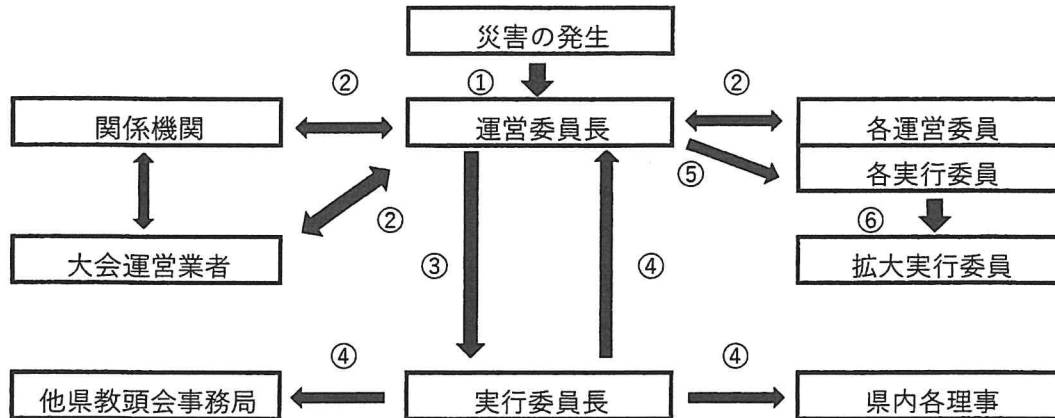 災害の発生
② ① ②
関係機関 運営委員長 各運営委員
⑤ 各実行委員
② ⑥
大会運営業者 ③ ④ 拡大実行委員
④ ④
他県教頭会事務局 実行委員長 県内各理事